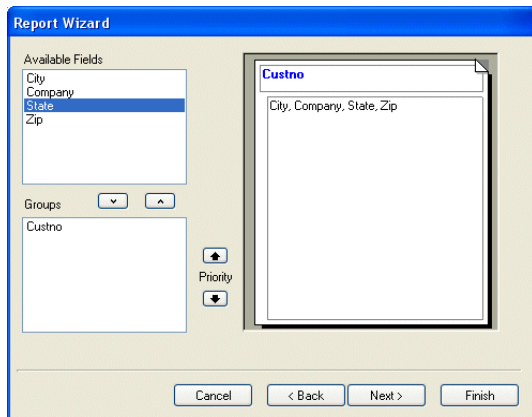 Report Wizard
Available Fields
City
Company
State
Zip
Groups
Custno
Priority
Custno
City, Company, State, Zip
Cancel
< Back
Next >
Finish